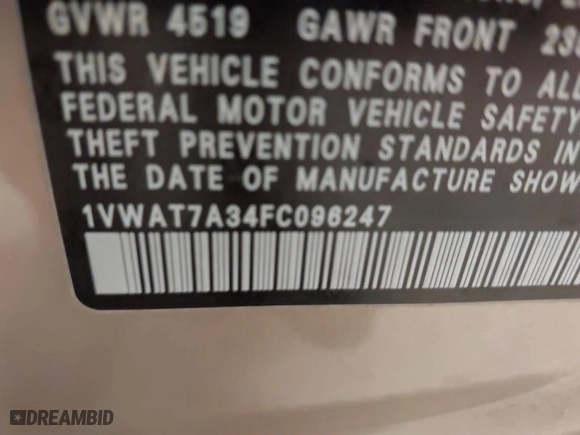 GVWR 4519 GAWR FRONT
THIS VEHICLE CONFORMS TO ALL
FEDERAL MOTOR VEHICLE SAFETY
THEFT PREVENTION STANDARDS IN
THE DATE OF MANUFACTURE SHOW
1VWAT7A34FC096247
DREAMBID